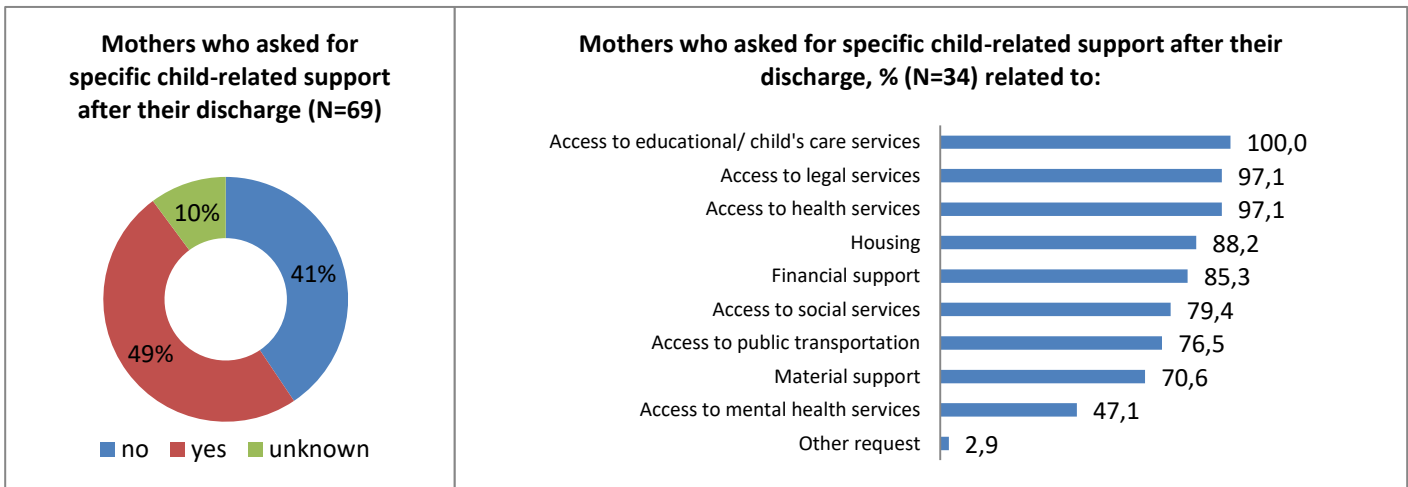 Mothers who asked for
specific child-related support
after their discharge (N=69)
10%
41%
49%
no yes unknown
Mothers who asked for specific child-related support after their
discharge, % (N=34) related to:
Access to educational/ child's care services 100,0
Access to legal services 97,1
Access to health services 97,1
Housing 88,2
Financial support 85,3
Access to social services 79,4
Access to public transportation 76,5
Material support 70,6
Access to mental health services 47,1
Other request 2,9